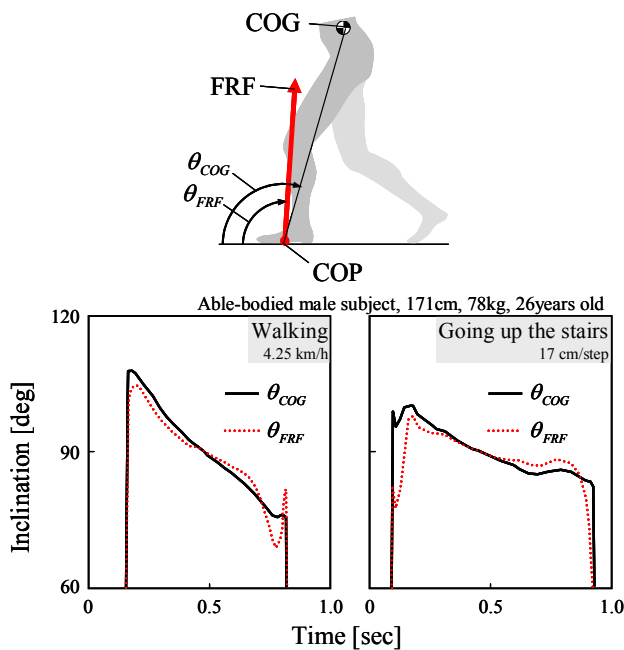 COG
FRF
θCOG
θFRF
COP
Able-bodied male subject, 171cm, 78kg, 26years old
Inclination [deg]
120
90
60
Walking
4.25 km/h
θCOG
θFRF
0
0.5
1.0
Going up the stairs
17 cm/step
θCOG
θFRF
0
0.5
1.0
Time [sec]